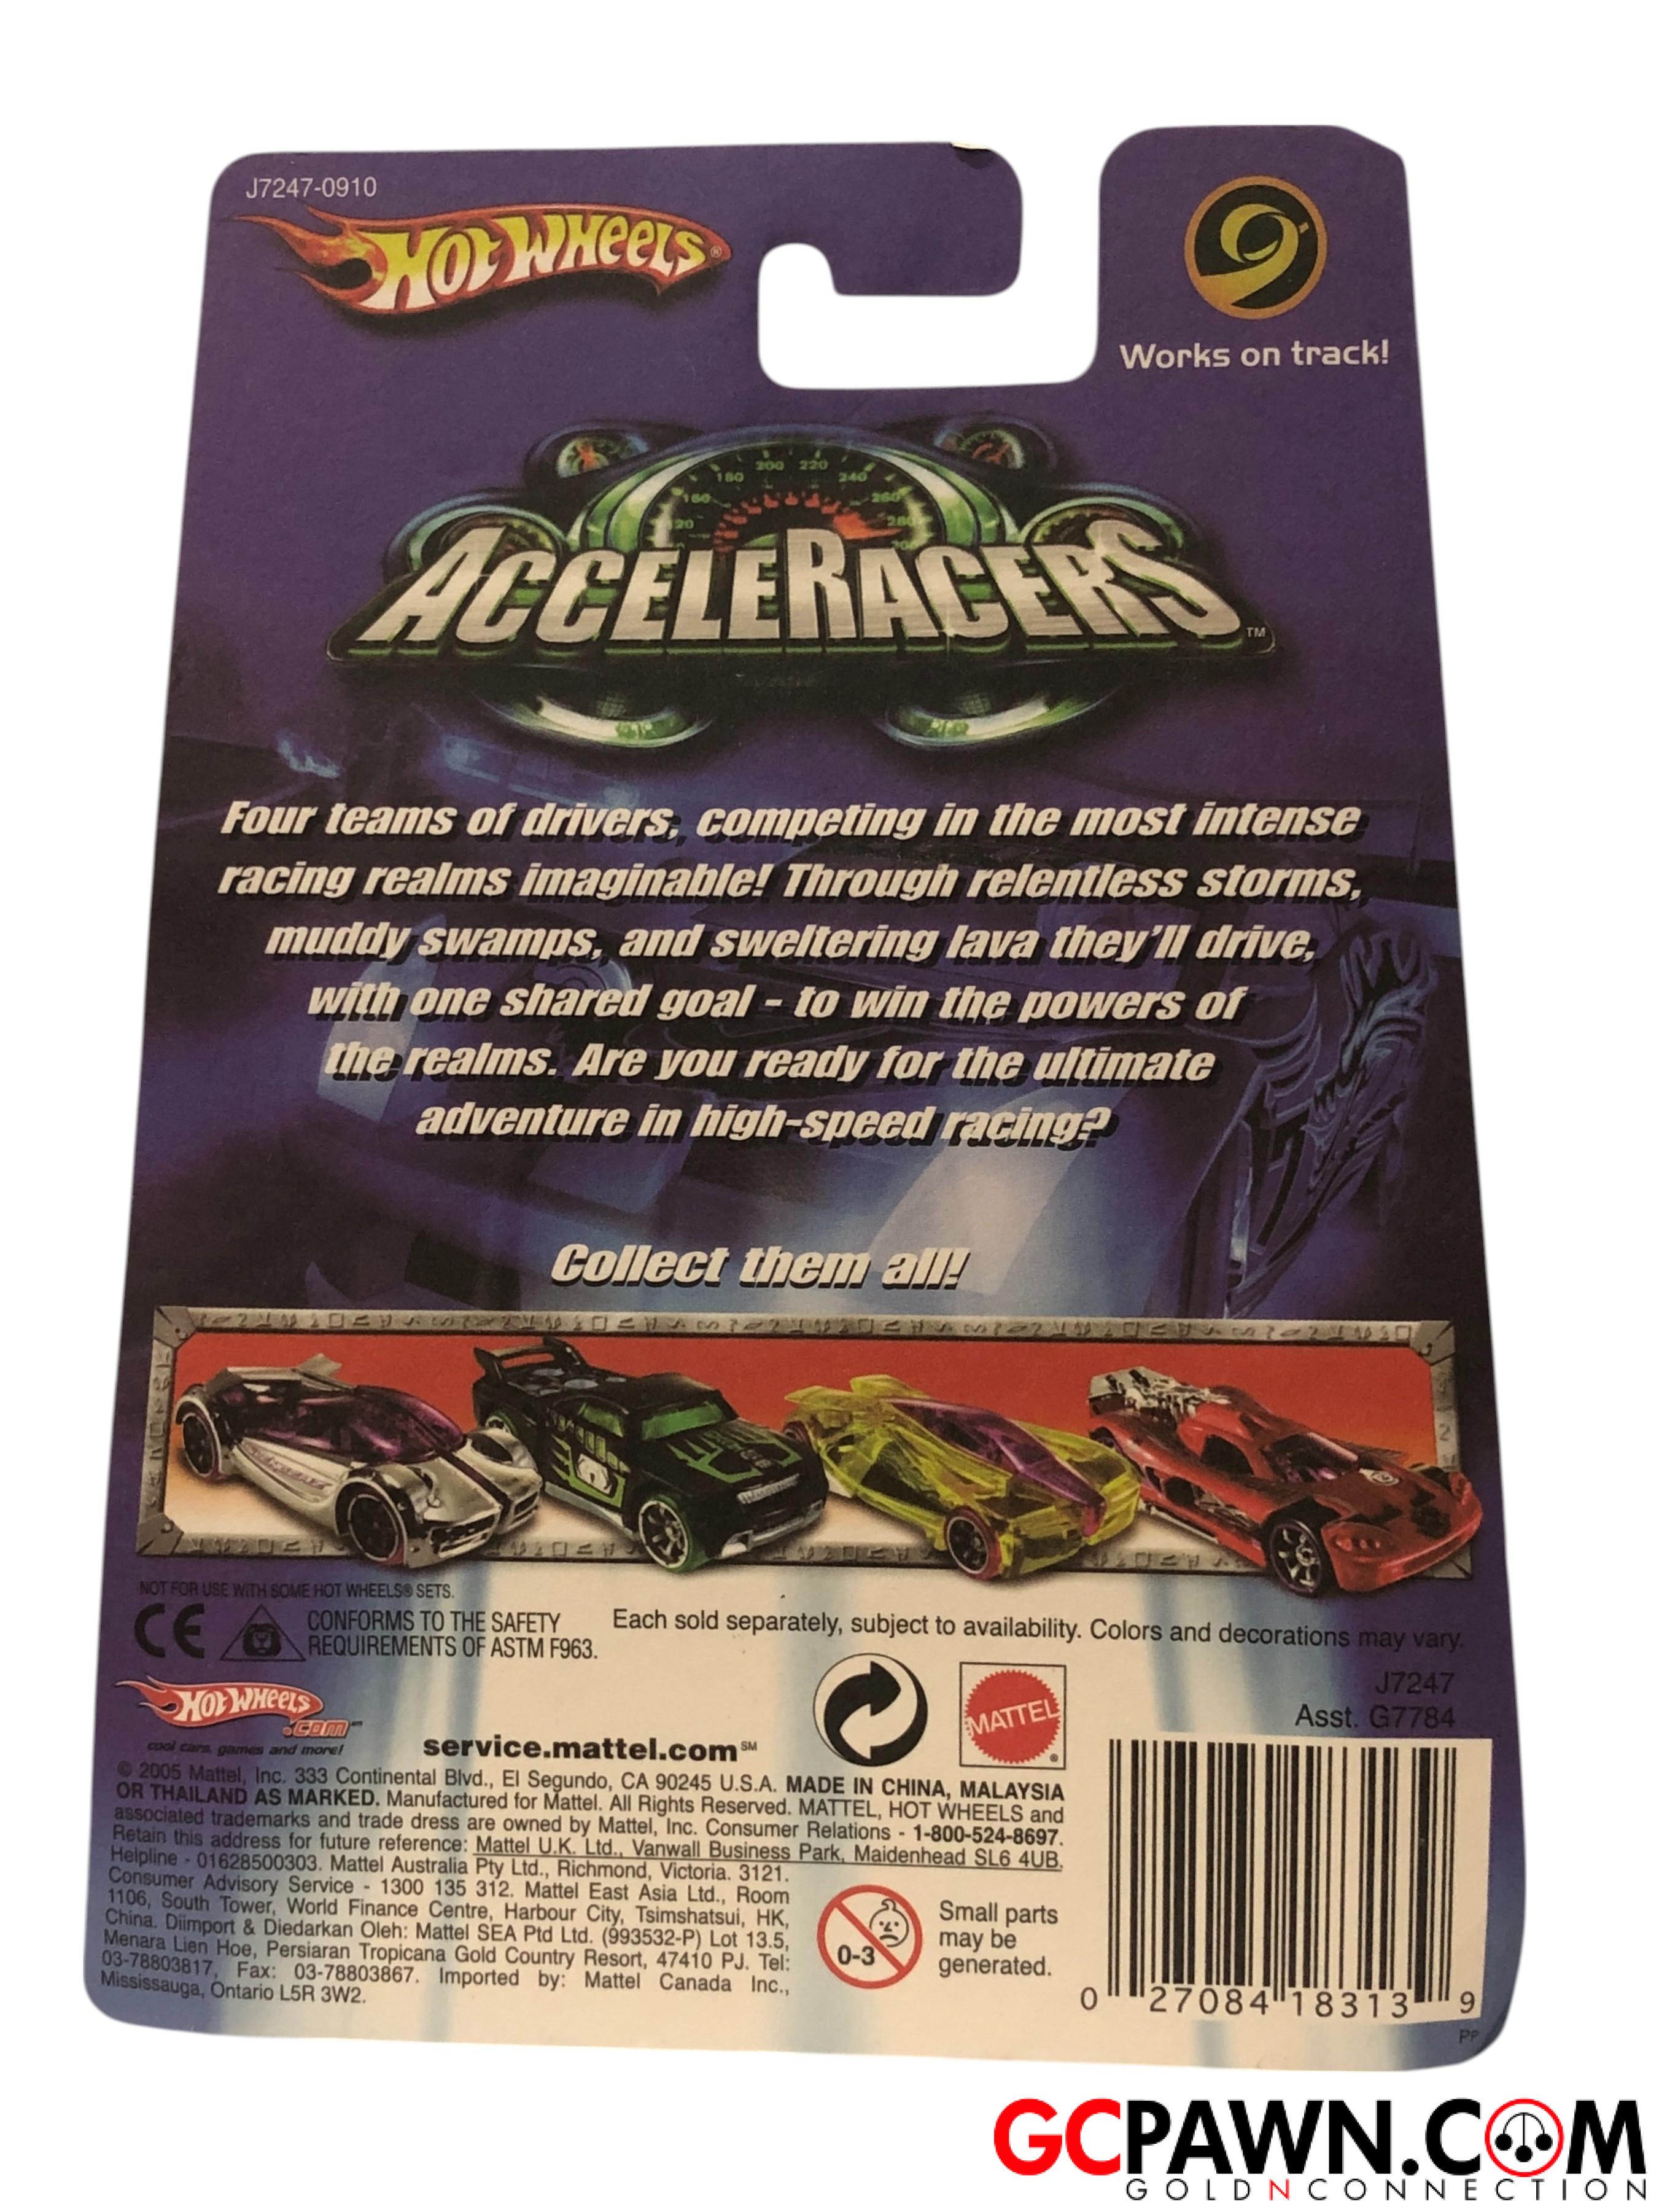 J7247-0910
HOT WHEELS®
9
Works on track!
120 160 180 200 220 240 260 280
ACCELERACERS™
Four teams of drivers, competing in the most intense
racing realms imaginable! Through relentless storms,
muddy swamps, and sweltering lava they'll drive,
with one shared goal - to win the powers of
the realms. Are you ready for the ultimate
adventure in high-speed racing?
Collect them all!
NOT FOR USE WITH SOME HOT WHEELS® SETS.
CE
CONFORMS TO THE SAFETY
REQUIREMENTS OF ASTM F963.
Each sold separately, subject to availability. Colors and decorations may vary.
J7247
Asst. G7784
HOT WHEELS
.com
cool cars, games and more!
service.mattel.com℠
MATTEL®
© 2005 Mattel, Inc. 333 Continental Blvd., El Segundo, CA 90245 U.S.A. MADE IN CHINA, MALAYSIA
OR THAILAND AS MARKED. Manufactured for Mattel. All Rights Reserved. MATTEL, HOT WHEELS and
associated trademarks and trade dress are owned by Mattel, Inc. Consumer Relations - 1-800-524-8697.
Retain this address for future reference: Mattel U.K. Ltd., Vanwall Business Park, Maidenhead SL6 4UB.
Helpline - 01628500303. Mattel Australia Pty Ltd., Richmond, Victoria. 3121.
Consumer Advisory Service - 1300 135 312. Mattel East Asia Ltd., Room
1106, South Tower, World Finance Centre, Harbour City, Tsimshatsui, HK,
China. Diimport & Diedarkan Oleh: Mattel SEA Ptd Ltd. (993532-P) Lot 13.5,
Menara Lien Hoe, Persiaran Tropicana Gold Country Resort, 47410 PJ. Tel:
03-78803817, Fax: 03-78803867. Imported by: Mattel Canada Inc.,
Mississauga, Ontario L5R 3W2.
0-3
Small parts
may be
generated.
0 27084 18313 9
PP
GCPAWN.COM
GOLDNCONNECTION